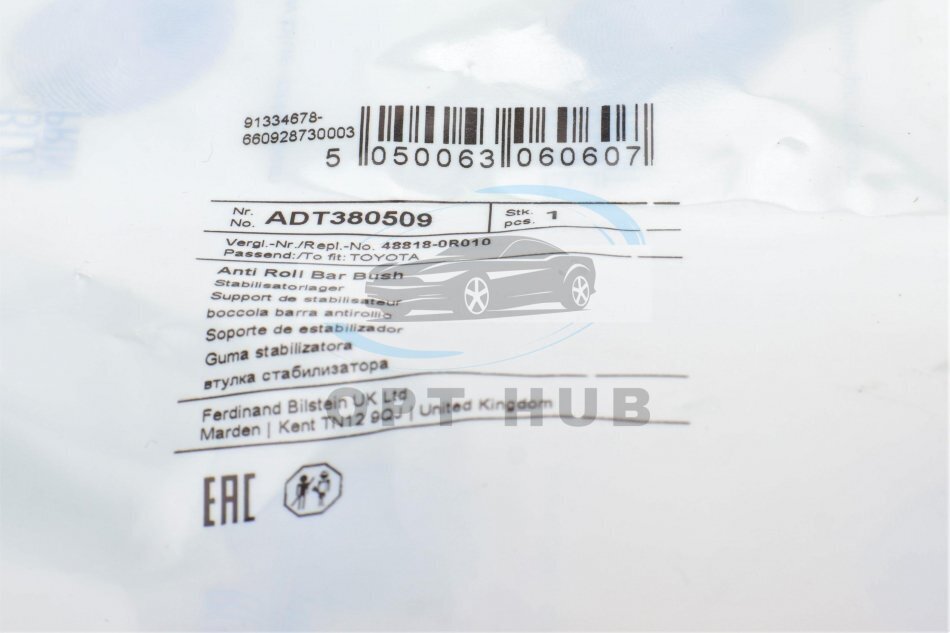 91334678-
660928730003
5 050063 060607
Nr.
No. ADT380509
Stk.
pcs. 1
Vergl.-Nr./Repl.-No. 48818-0R010
Passend:/To fit: TOYOTA
Anti Roll Bar Bush
Stabilisatorlager
Support de stabilisateur
boccola barra antirollio
Soporte de estabilizador
Guma stabilizatora
втулка стабилизатора
Ferdinand Bilstein UK Ltd
Marden | Kent TN12 9QJ | United Kingdom
OPT HUB
EAC